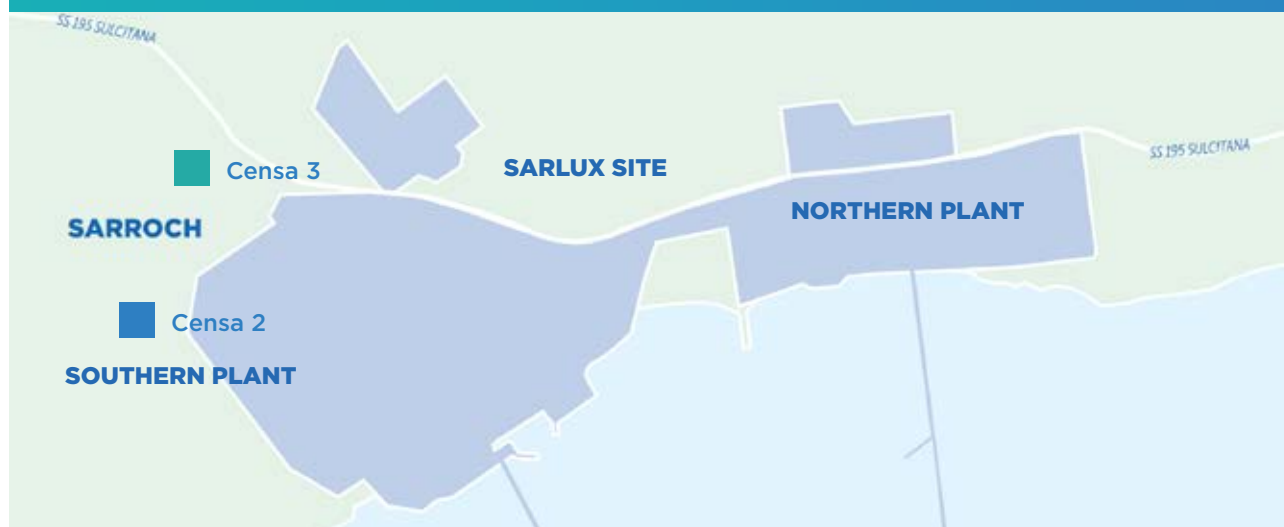 SS 195 SULCITANA
SS 195 SULCITANA
Censa 3
SARLUX SITE
NORTHERN PLANT
SARROCH
Censa 2
SOUTHERN PLANT